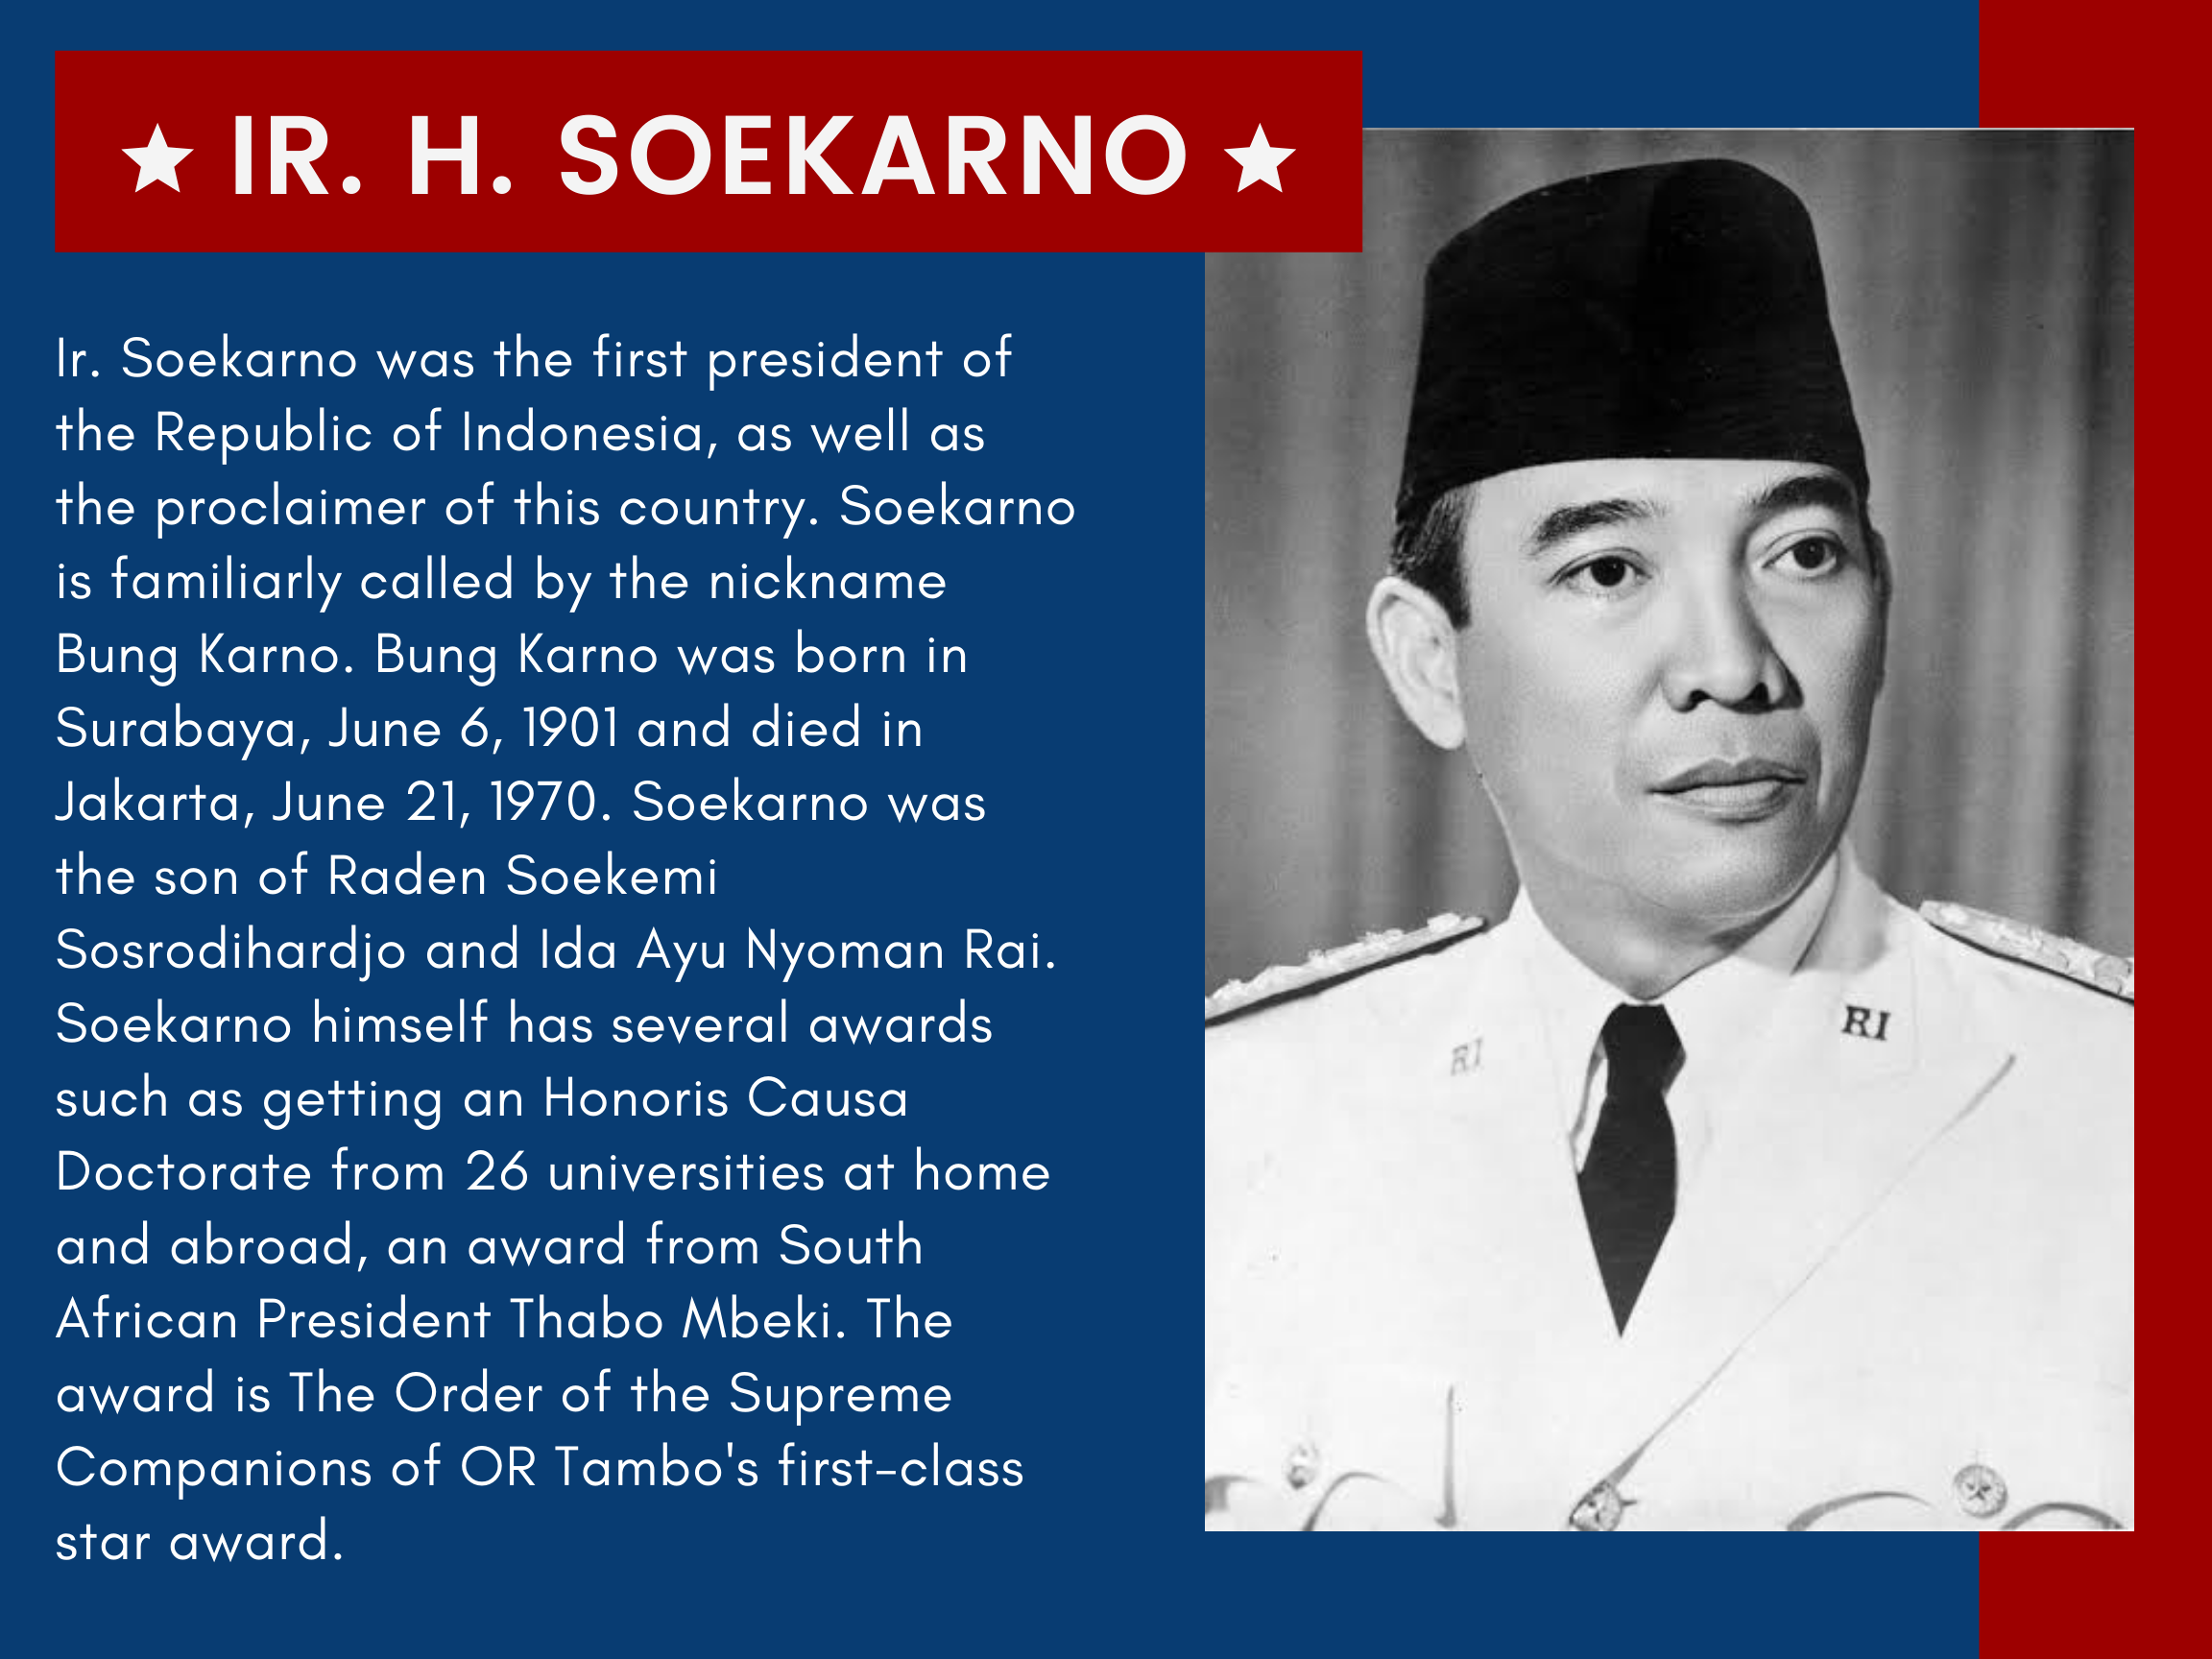 IR. H. SOEKARNO
Ir. Soekarno was the first president of
the Republic of Indonesia, as well as
the proclaimer of this country. Soekarno
is familiarly called by the nickname
Bung Karno. Bung Karno was born in
Surabaya, June 6, 1901 and died in
Jakarta, June 21, 1970. Soekarno was
the son of Raden Soekemi
Sosrodihardjo and Ida Ayu Nyoman Rai.
Soekarno himself has several awards
such as getting an Honoris Causa
Doctorate from 26 universities at home
and abroad, an award from South
African President Thabo Mbeki. The
award is The Order of the Supreme
Companions of OR Tambo's first-class
star award.
RI
RI